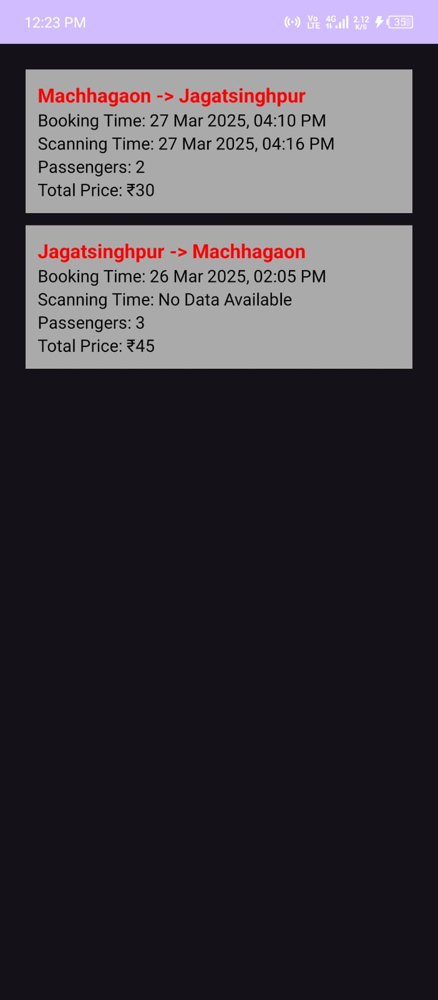 12:23 PM Vo LTE 4G 2.12 K/S 35
Machhagaon -> Jagatsinghpur
Booking Time: 27 Mar 2025, 04:10 PM
Scanning Time: 27 Mar 2025, 04:16 PM
Passengers: 2
Total Price: ₹30
Jagatsinghpur -> Machhagaon
Booking Time: 26 Mar 2025, 02:05 PM
Scanning Time: No Data Available
Passengers: 3
Total Price: ₹45